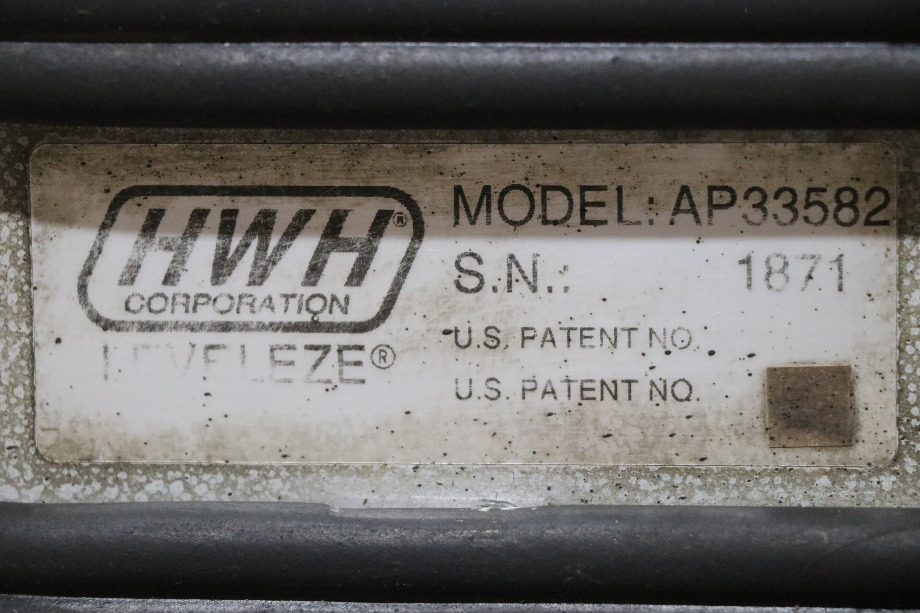 HWH®
CORPORATION
LEVELEZE®
MODEL: AP33582
S.N.: 1871
U.S. PATENT NO.
U.S. PATENT NO.